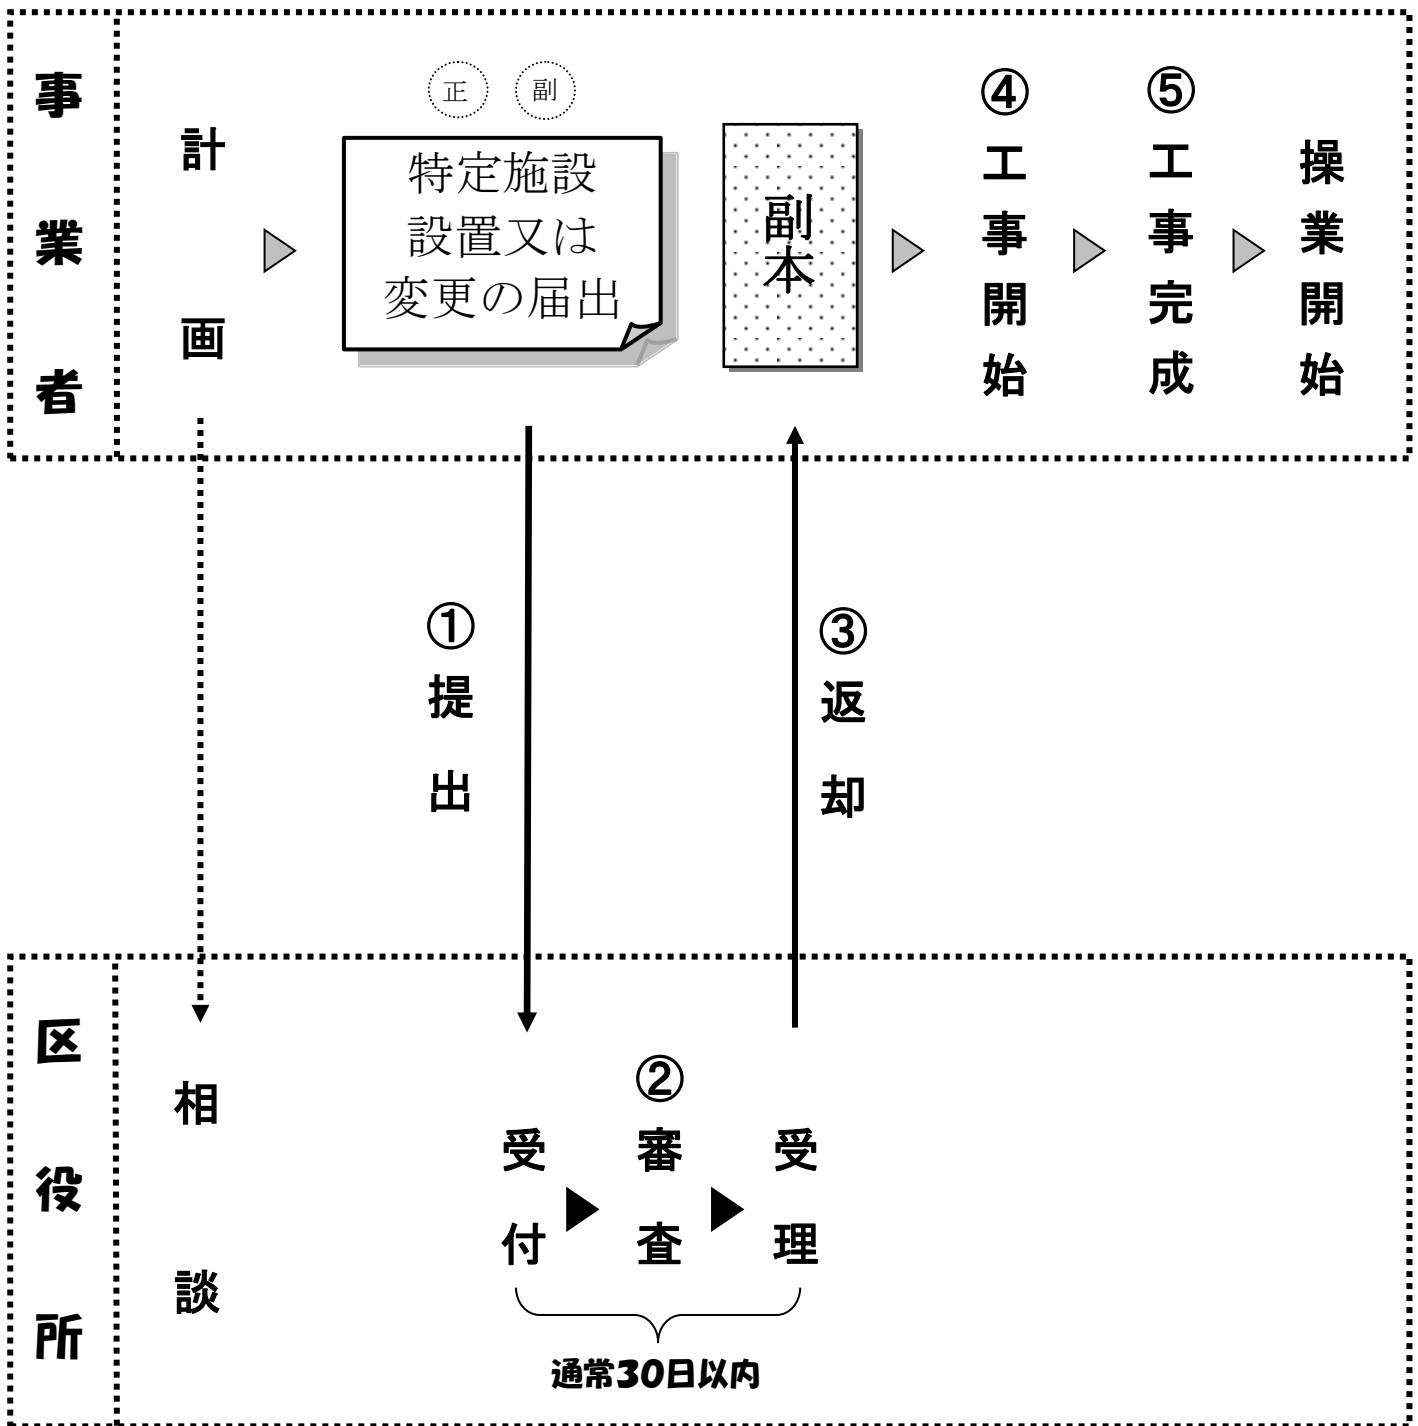 事業者
計画
正
副
特定施設
設置又は
変更の届出
副本
④工事開始
⑤工事完成
操業開始
①提出
③返却
区役所
相談
受付
②審査
受理
通常30日以内